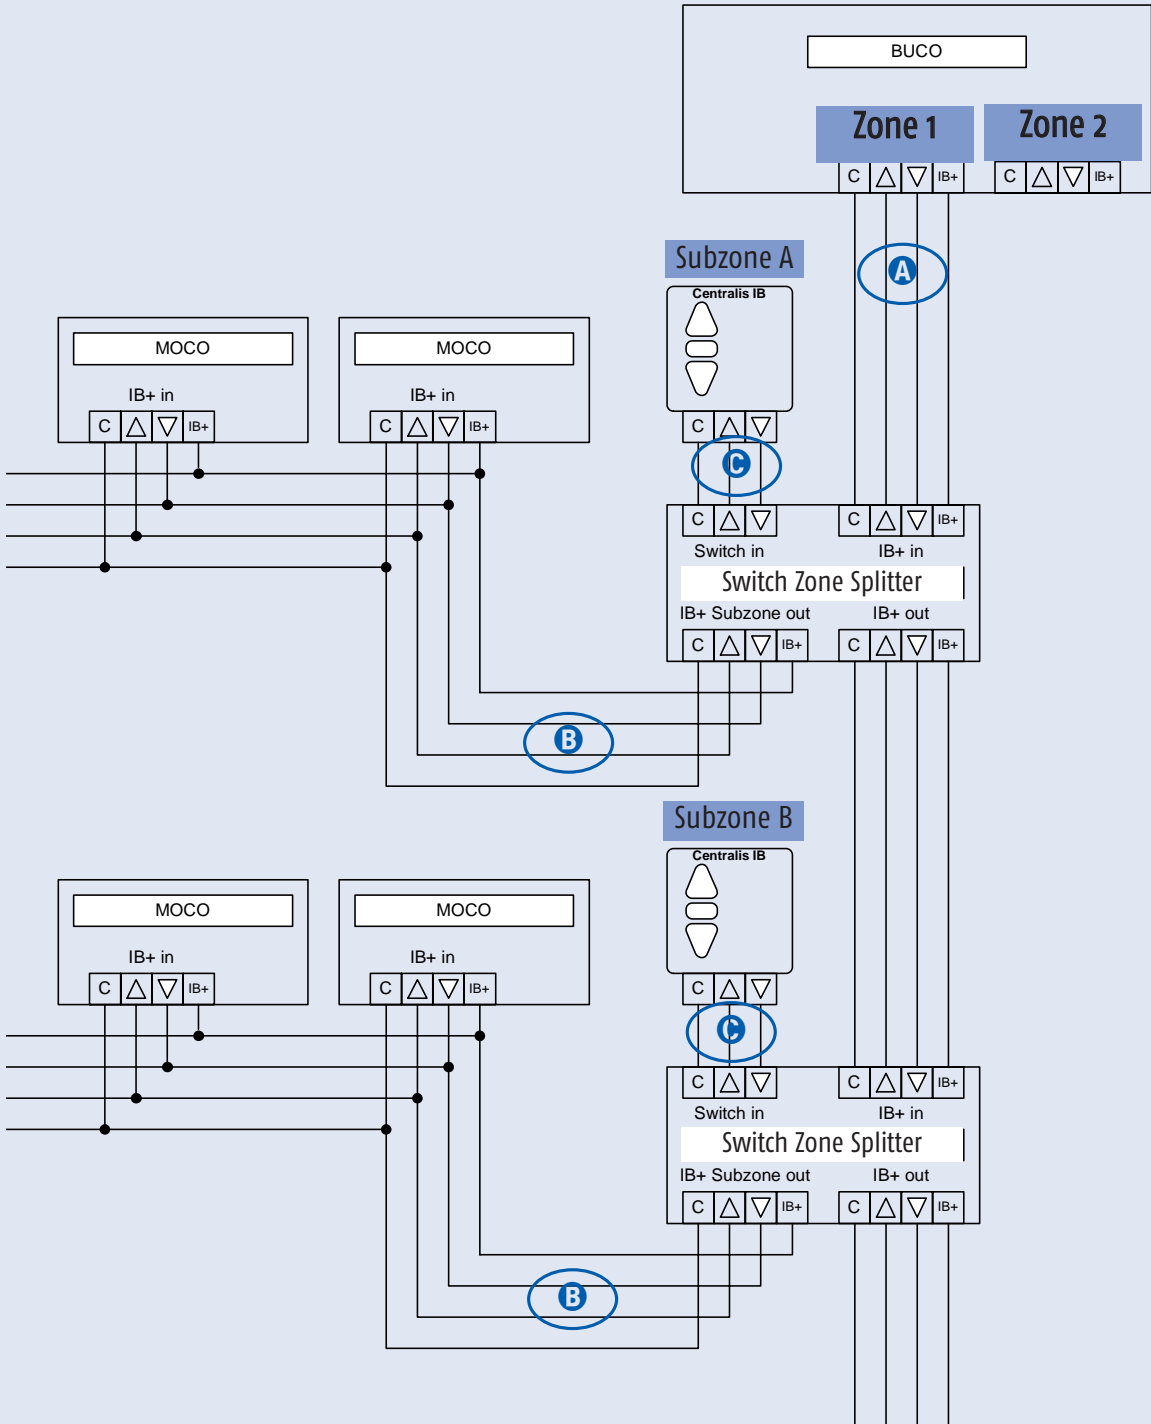 BUCO
Zone 1 Zone 2
C IB+ C IB+
A
Subzone A
Centralis IB
MOCO MOCO
IB+ in IB+ in
C IB+ C IB+
C
C
C C IB+
Switch in IB+ in
Switch Zone Splitter
IB+ Subzone out IB+ out
C IB+ C IB+
B
Subzone B
Centralis IB
MOCO MOCO
IB+ in IB+ in
C IB+ C IB+
C
C
C C IB+
Switch in IB+ in
Switch Zone Splitter
IB+ Subzone out IB+ out
C IB+ C IB+
B